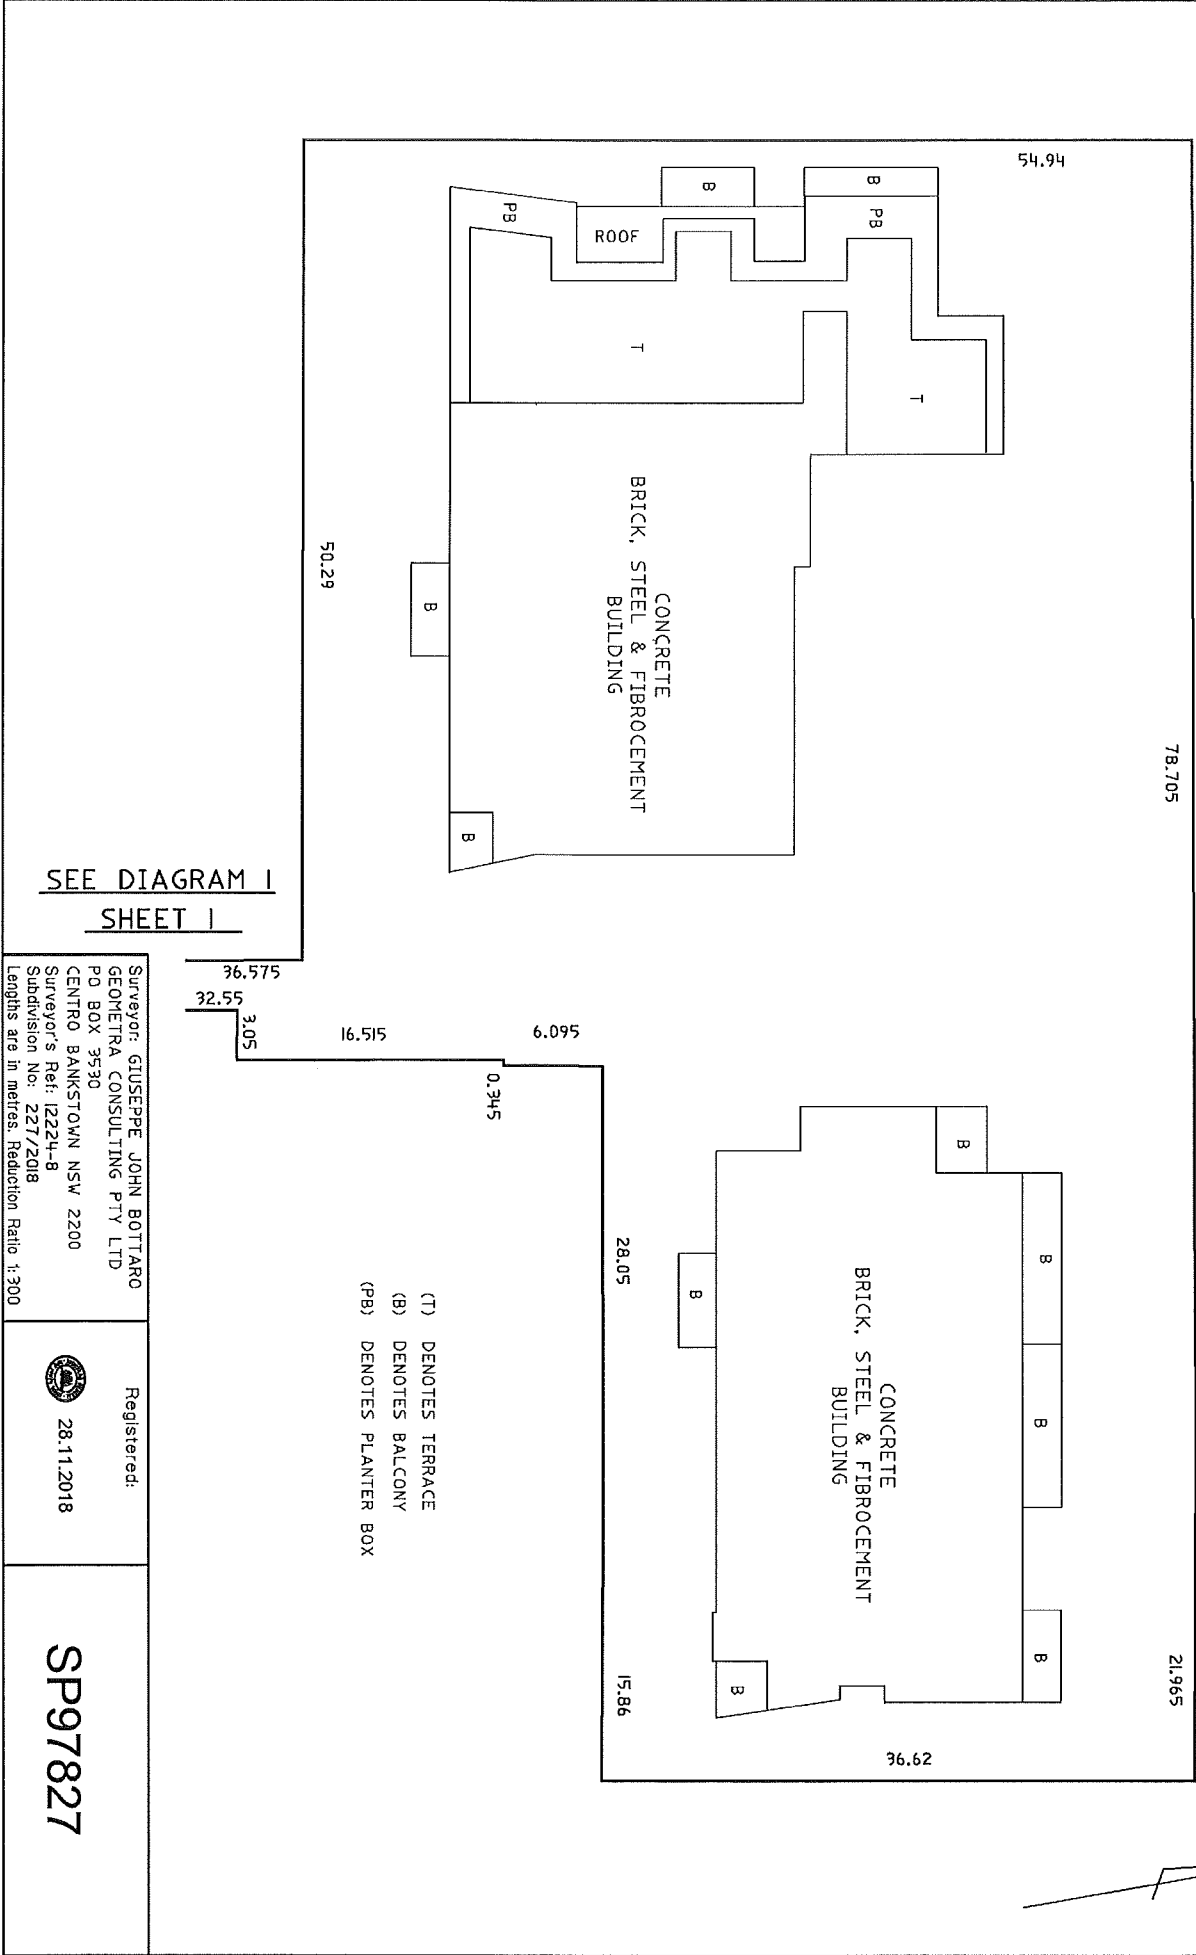 54.94
B
B
PB
PB
ROOF
T
T
CONCRETE
BRICK, STEEL & FIBROCEMENT
BUILDING
50.29
B
B
78.705
SEE DIAGRAM 1
SHEET 1
36.575
32.55
3.05
16.515
6.095
0.345
B
B
B
B
B
B
CONCRETE
BRICK, STEEL & FIBROCEMENT
BUILDING
28.05
15.86
21.965
36.62
(T) DENOTES TERRACE
(B) DENOTES BALCONY
(PB) DENOTES PLANTER BOX
Surveyor: GIUSEPPE JOHN BOTTARO
GEOMETRA CONSULTING PTY LTD
PO BOX 3530
CENTRO BANKSTOWN NSW 2200
Surveyor's Ref: 12224-8
Subdivision No: 227/2018
Lengths are in metres. Reduction Ratio 1:300
Registered:
28.11.2018
SP97827